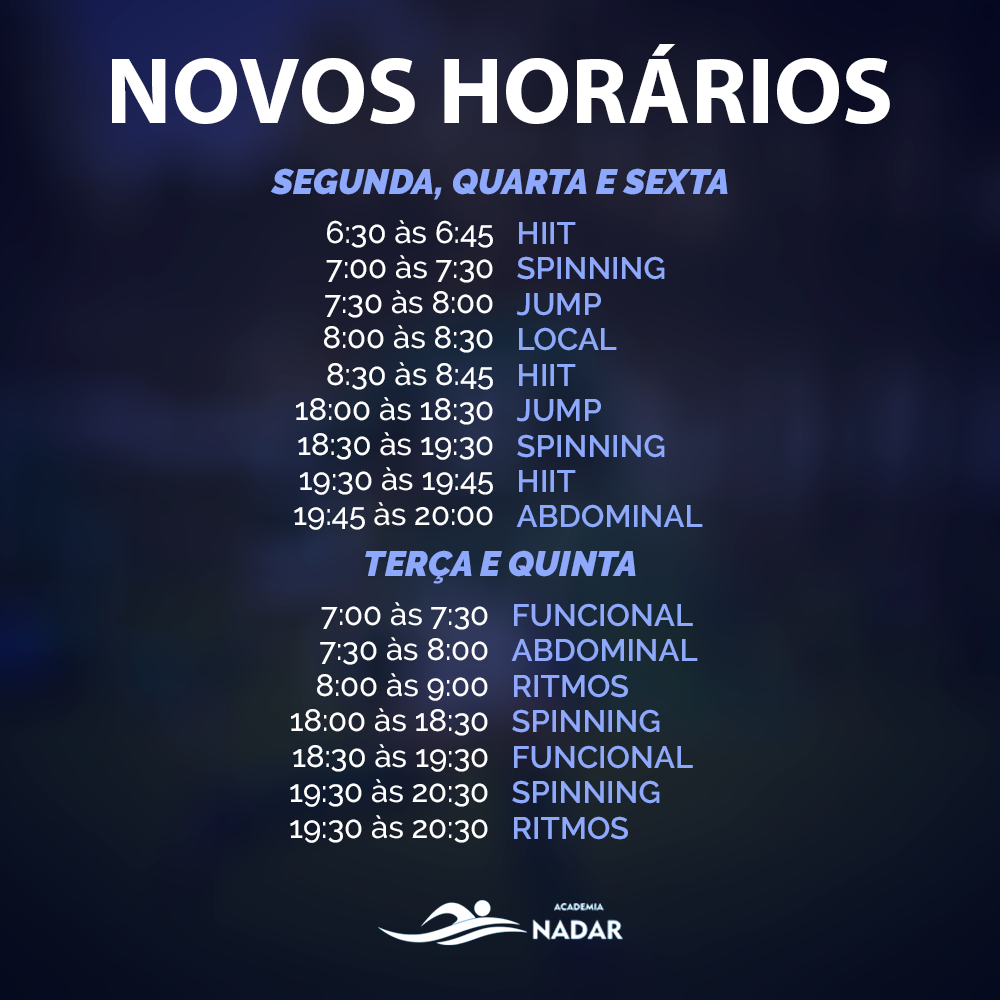 NOVOS HORÁRIOS
SEGUNDA, QUARTA E SEXTA
6:30 às 6:45 HIIT
7:00 às 7:30 SPINNING
7:30 às 8:00 JUMP
8:00 às 8:30 LOCAL
8:30 às 8:45 HIIT
18:00 às 18:30 JUMP
18:30 às 19:30 SPINNING
19:30 às 19:45 HIIT
19:45 às 20:00 ABDOMINAL
TERÇA E QUINTA
7:00 às 7:30 FUNCIONAL
7:30 às 8:00 ABDOMINAL
8:00 às 9:00 RITMOS
18:00 às 18:30 SPINNING
18:30 às 19:30 FUNCIONAL
19:30 às 20:30 SPINNING
19:30 às 20:30 RITMOS
ACADEMIA
NADAR